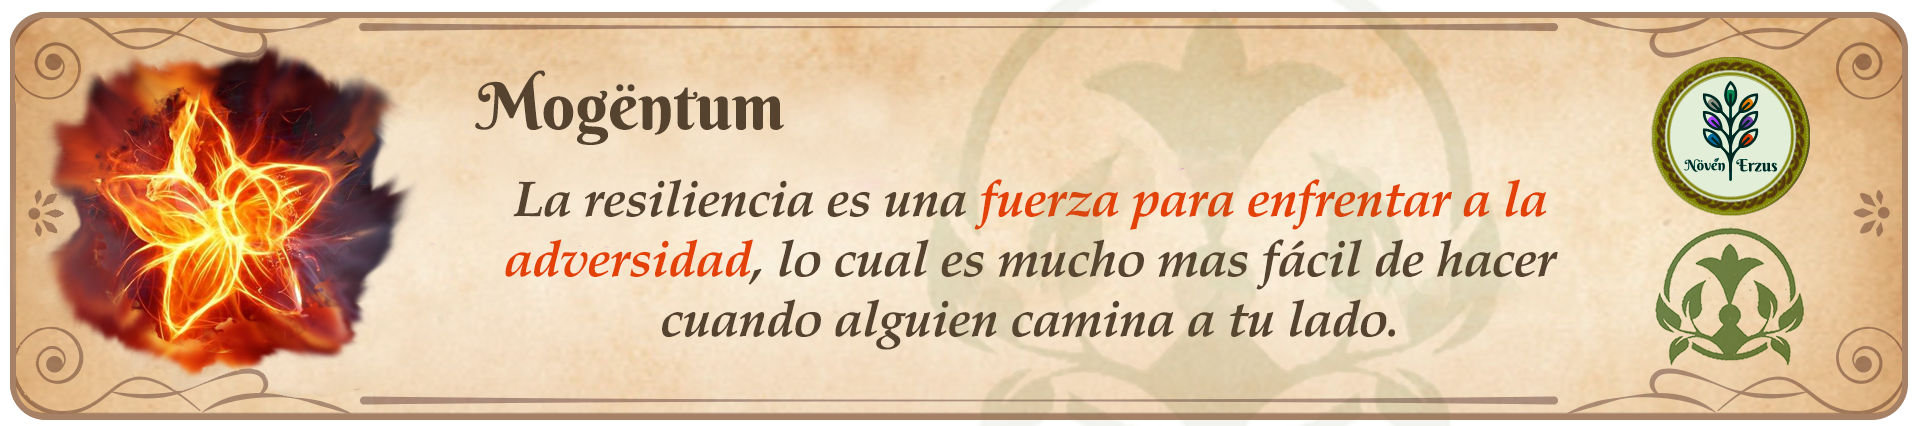 Mogëntum
La resiliencia es una fuerza para enfrentar a la
adversidad, lo cual es mucho mas fácil de hacer
cuando alguien camina a tu lado.
Növén Erzus